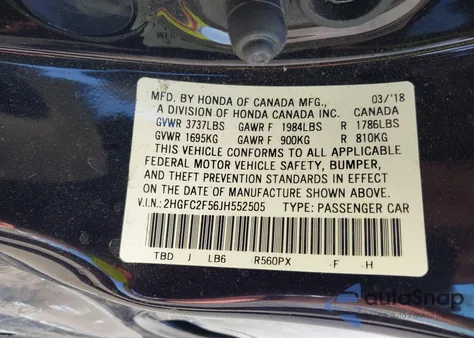 MFD. BY HONDA OF CANADA MFG., 03/'18
A DIVISION OF HONDA CANADA INC. CANADA
GVWR 3737LBS GAWR F 1984LBS R 1786LBS
GVWR 1695KG GAWR F 900KG R 810KG
THIS VEHICLE CONFORMS TO ALL APPLICABLE
FEDERAL MOTOR VEHICLE SAFETY, BUMPER,
AND THEFT PREVENTION STANDARDS IN EFFECT
ON THE DATE OF MANUFACTURE SHOWN ABOVE.
V.I.N.: 2HGFC2F56JH552505 TYPE: PASSENGER CAR
TBD J LB6 -R560PX -F -H
autoSnap